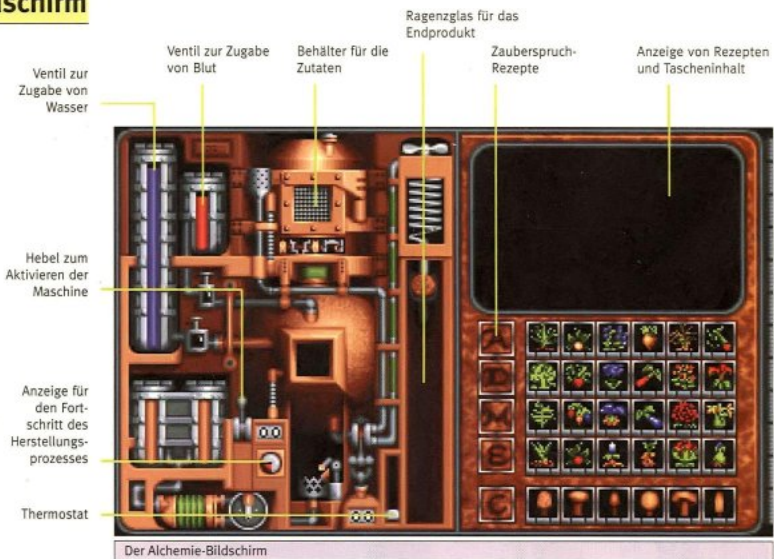 schirm
Ragenzglas für das
Endprodukt
Ventil zur Zugabe
von Blut
Behälter für die
Zutaten
Zauberspruch-
Rezepte
Anzeige von Rezepten
und Tascheninhalt
Ventil zur
Zugabe von
Wasser
Hebel zum
Aktivieren der
Maschine
Anzeige für
den Fort-
schritt des
Herstellungs-
prozesses
Thermostat
A
D
M
E
C
Der Alchemie-Bildschirm